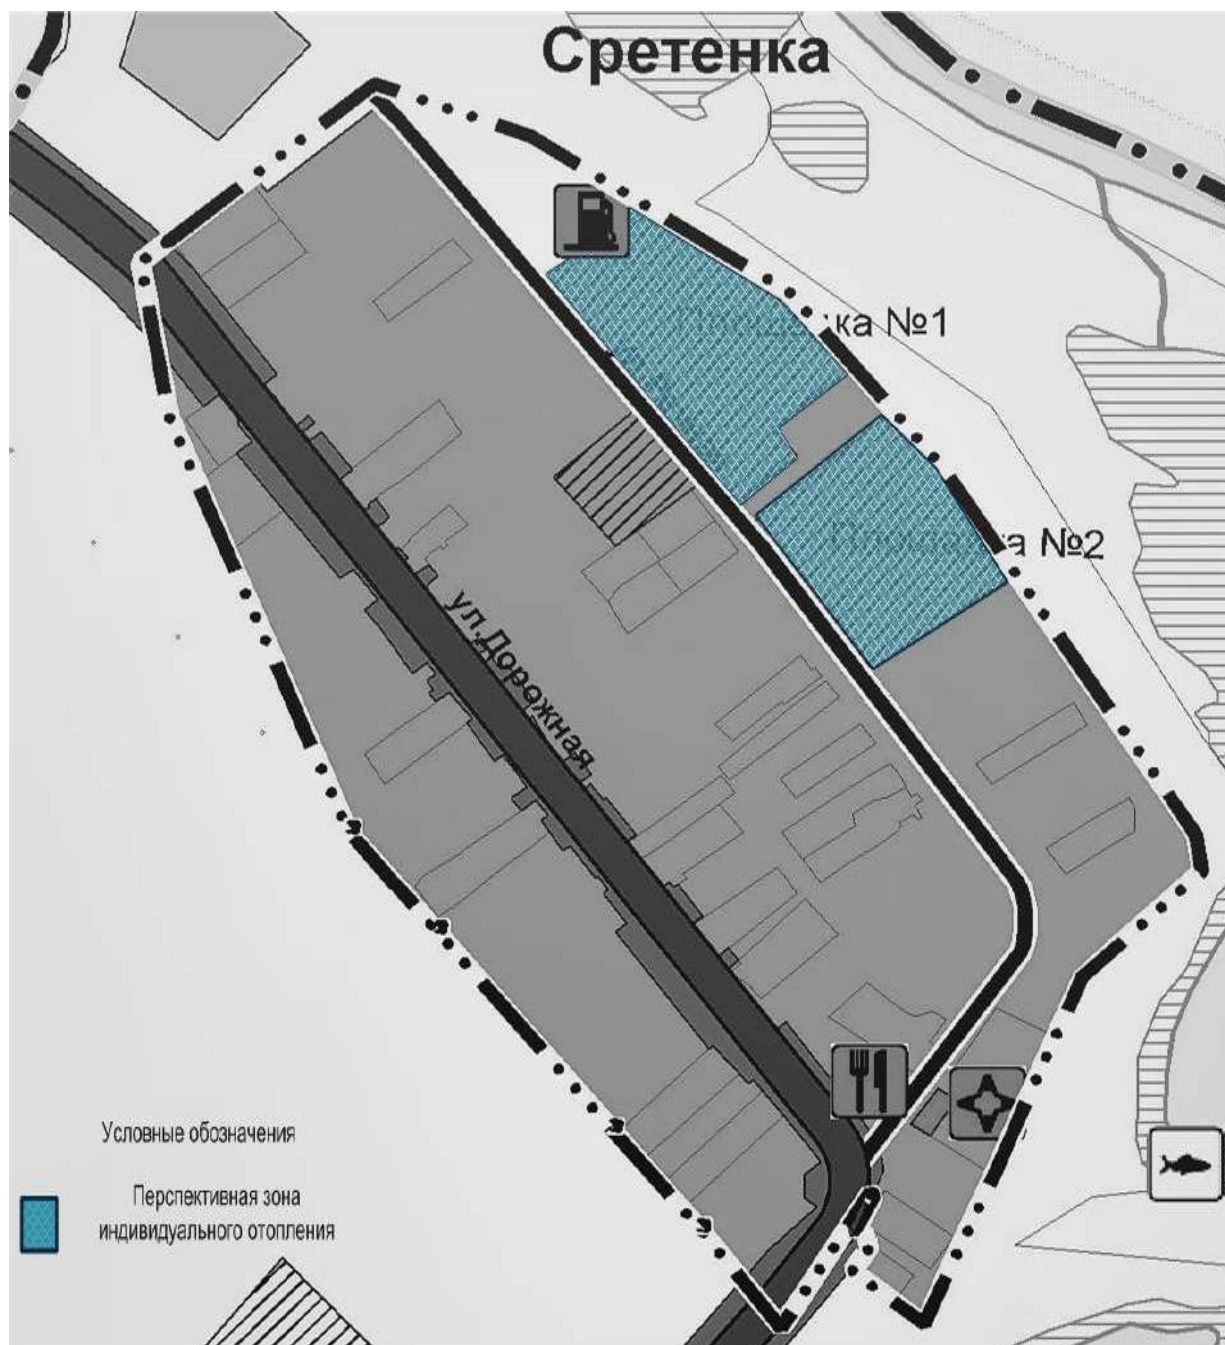 Сретенка
ка №1
а №2
ул.Дорожная
Условные обозначения
Перспективная зона
индивидуального отопления